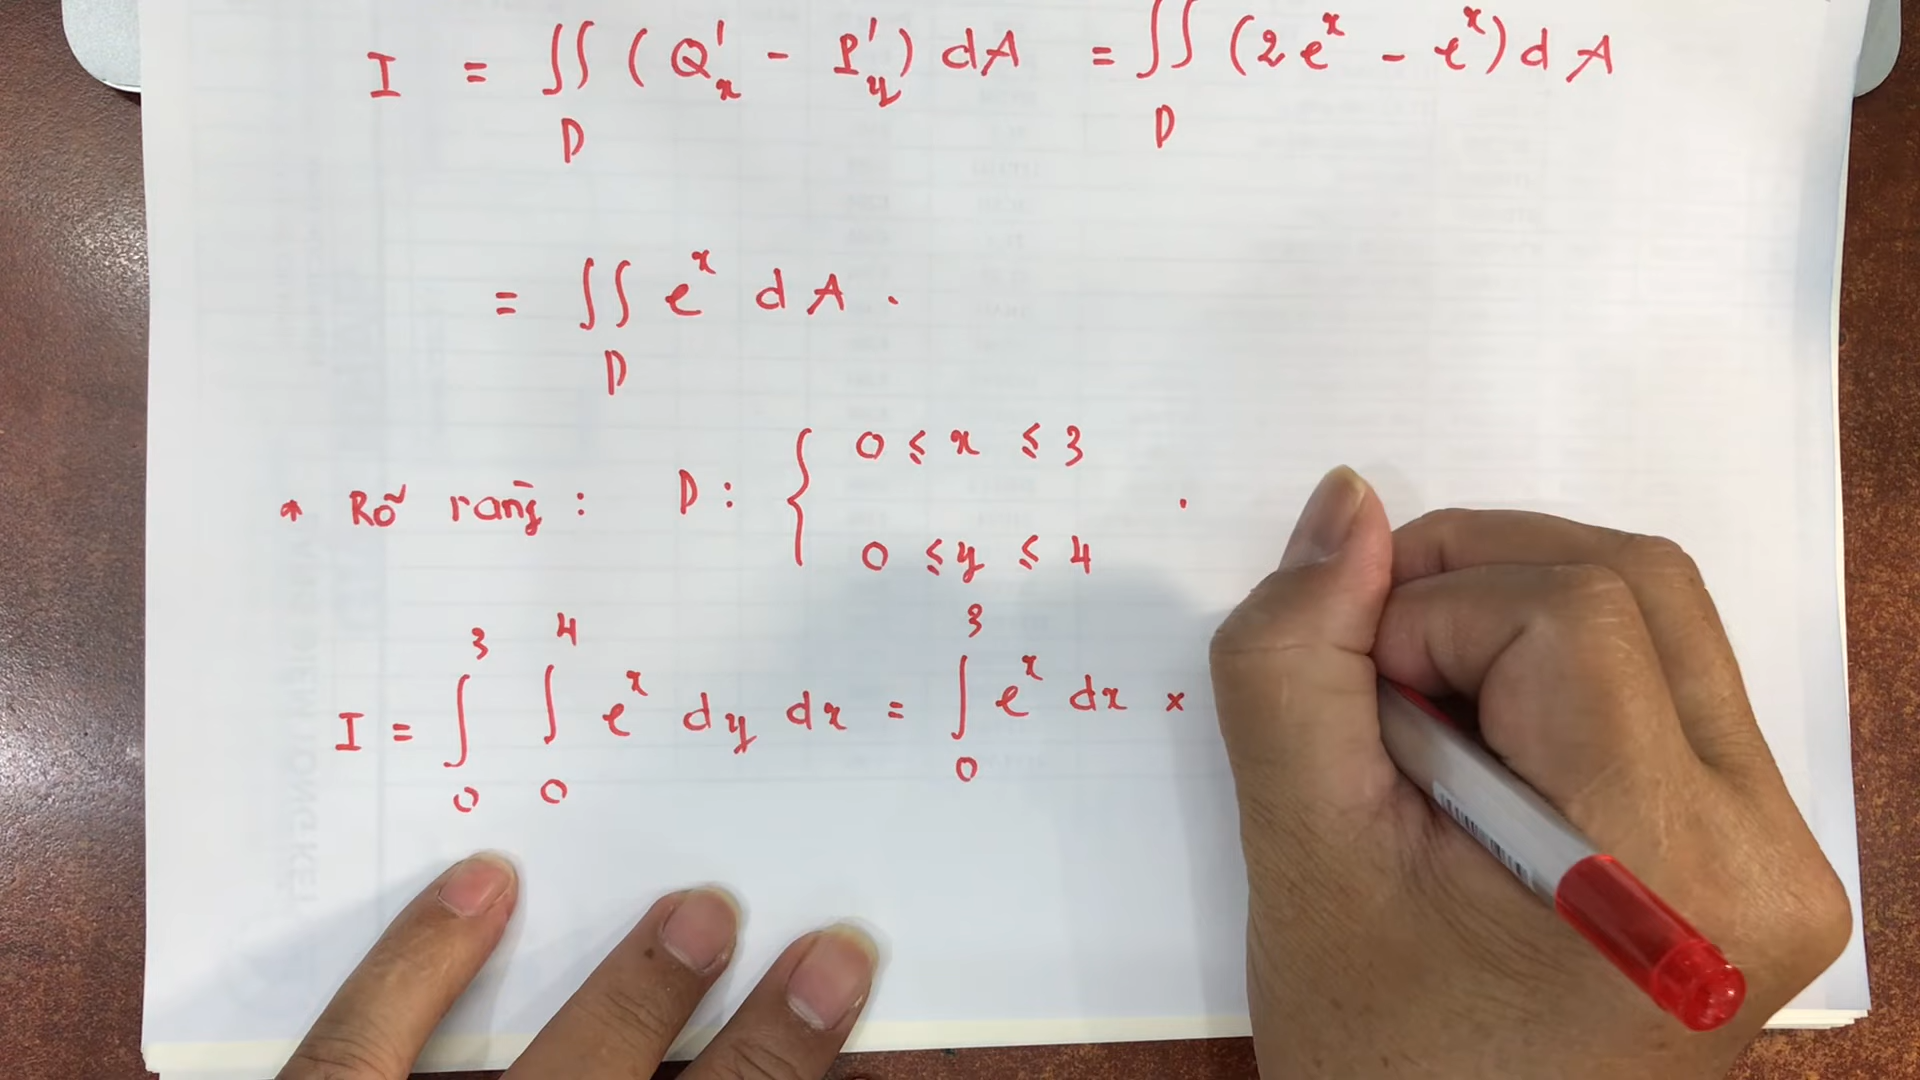 I = ∬_D (Q'_x - P'_y) dA = ∬_D (2e^x - e^x) dA
= ∬_D e^x dA .
* Rõ ràng : D : { 0 ≤ x ≤ 3 .
0 ≤ y ≤ 4
I = ∫_0^3 ∫_0^4 e^x dy dx = ∫_0^3 e^x dx ×